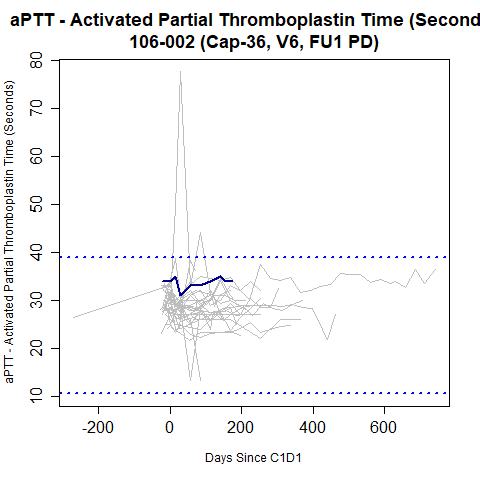 aPTT - Activated Partial Thromboplastin Time (Second
106-002 (Cap-36, V6, FU1 PD)
aPTT - Activated Partial Thromboplastin Time (Seconds)
80
70
60
50
40
30
20
10
-200 0 200 400 600
Days Since C1D1